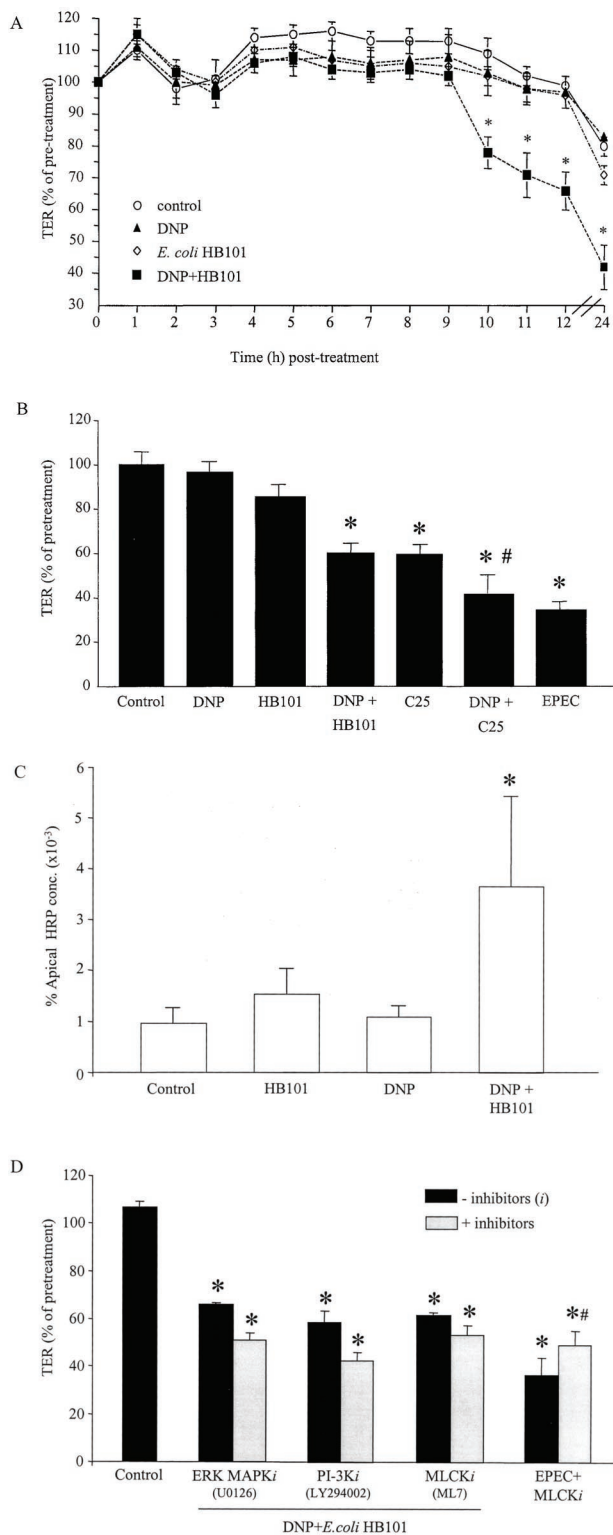 A
TER (% of pre-treatment)
120
110
100
90
80
70
60
50
40
30
* * * *
control
DNP
E. coli HB101
DNP+HB101
0 1 2 3 4 5 6 7 8 9 10 11 12 24
Time (h) post-treatment
B
TER (% of pretreatment)
120
100
80
60
40
20
0
* * * # *
Control DNP HB101 DNP + HB101 C25 DNP + C25 EPEC
C
% Apical HRP conc. (x10⁻³)
6
5
4
3
2
1
0
*
Control HB101 DNP DNP + HB101
D
TER (% of pretreatment)
120
100
80
60
40
20
0
- inhibitors (i)
+ inhibitors
* * * * * * * *#
Control ERK MAPKi PI-3Ki MLCKi EPEC+
(U0126) (LY294002) (ML7) MLCKi
DNP+E.coli HB101